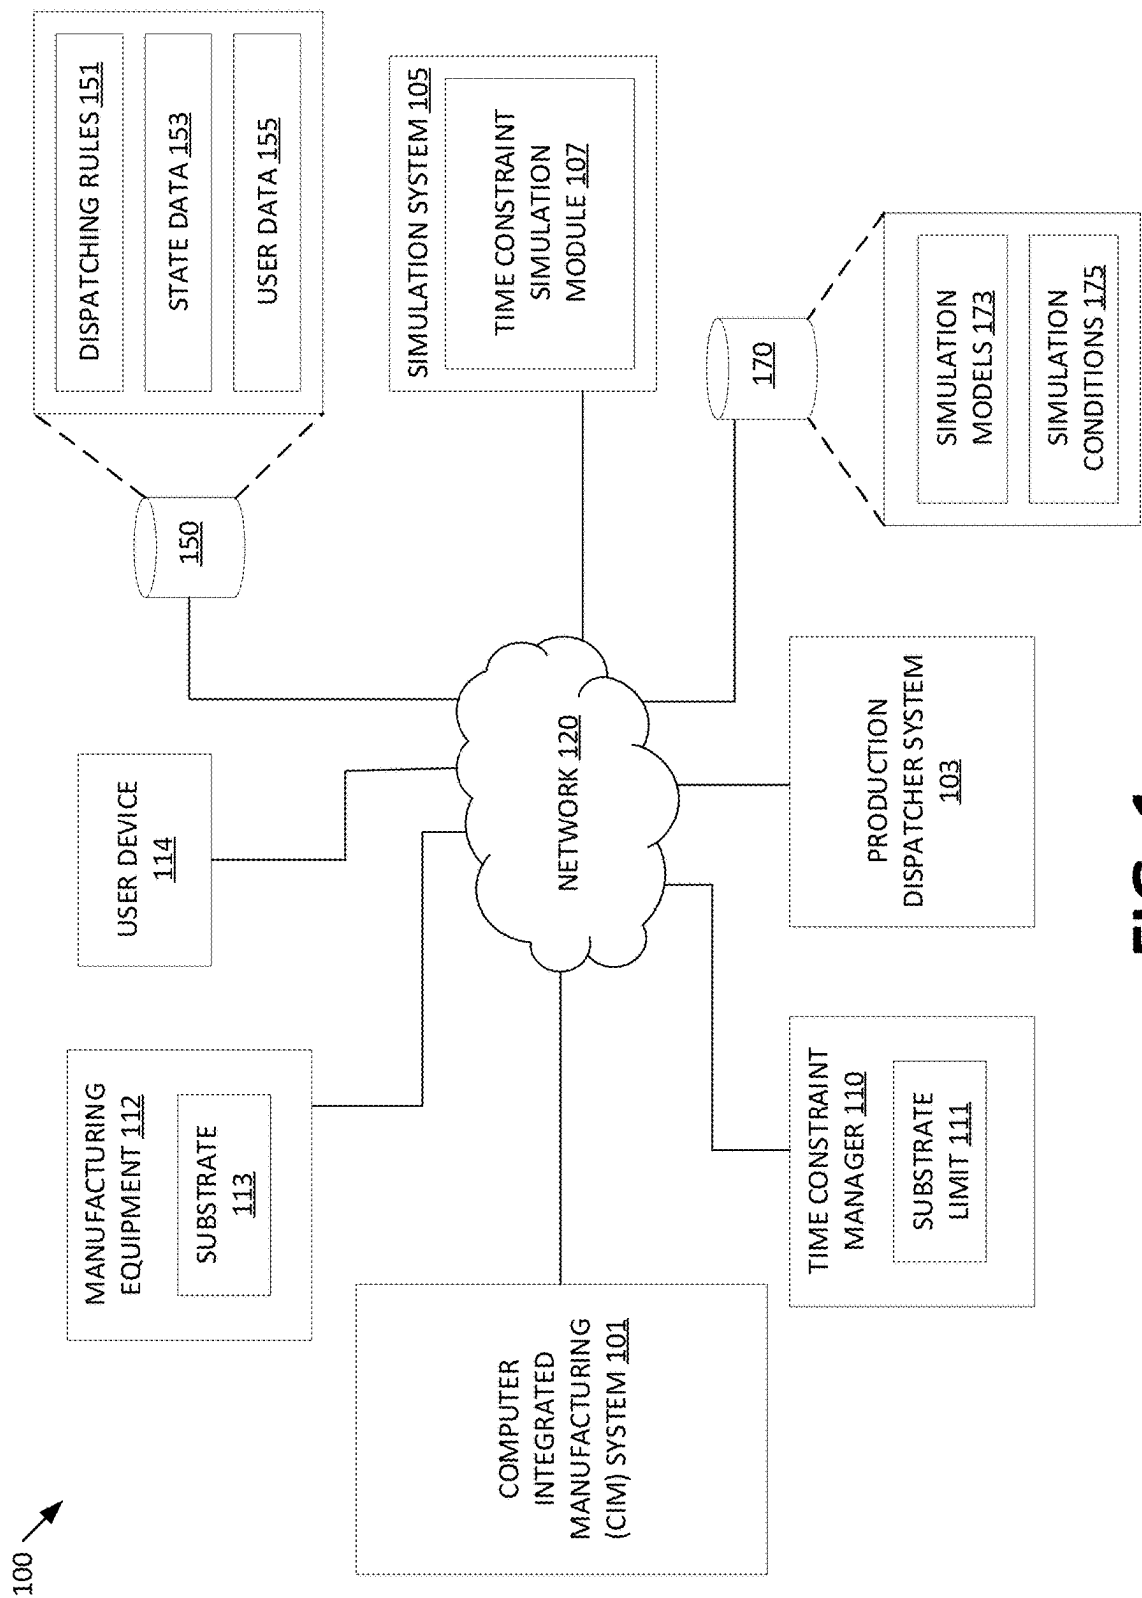 100
MANUFACTURING
EQUIPMENT 112
SUBSTRATE
113
USER DEVICE
114
150
DISPATCHING RULES 151
STATE DATA 153
USER DATA 155
COMPUTER
INTEGRATED
MANUFACTURING
(CIM) SYSTEM 101
NETWORK 120
SIMULATION SYSTEM 105
TIME CONSTRAINT
SIMULATION
MODULE 107
TIME CONSTRAINT
MANAGER 110
SUBSTRATE
LIMIT 111
PRODUCTION
DISPATCHER SYSTEM
103
170
SIMULATION
MODELS 173
SIMULATION
CONDITIONS 175